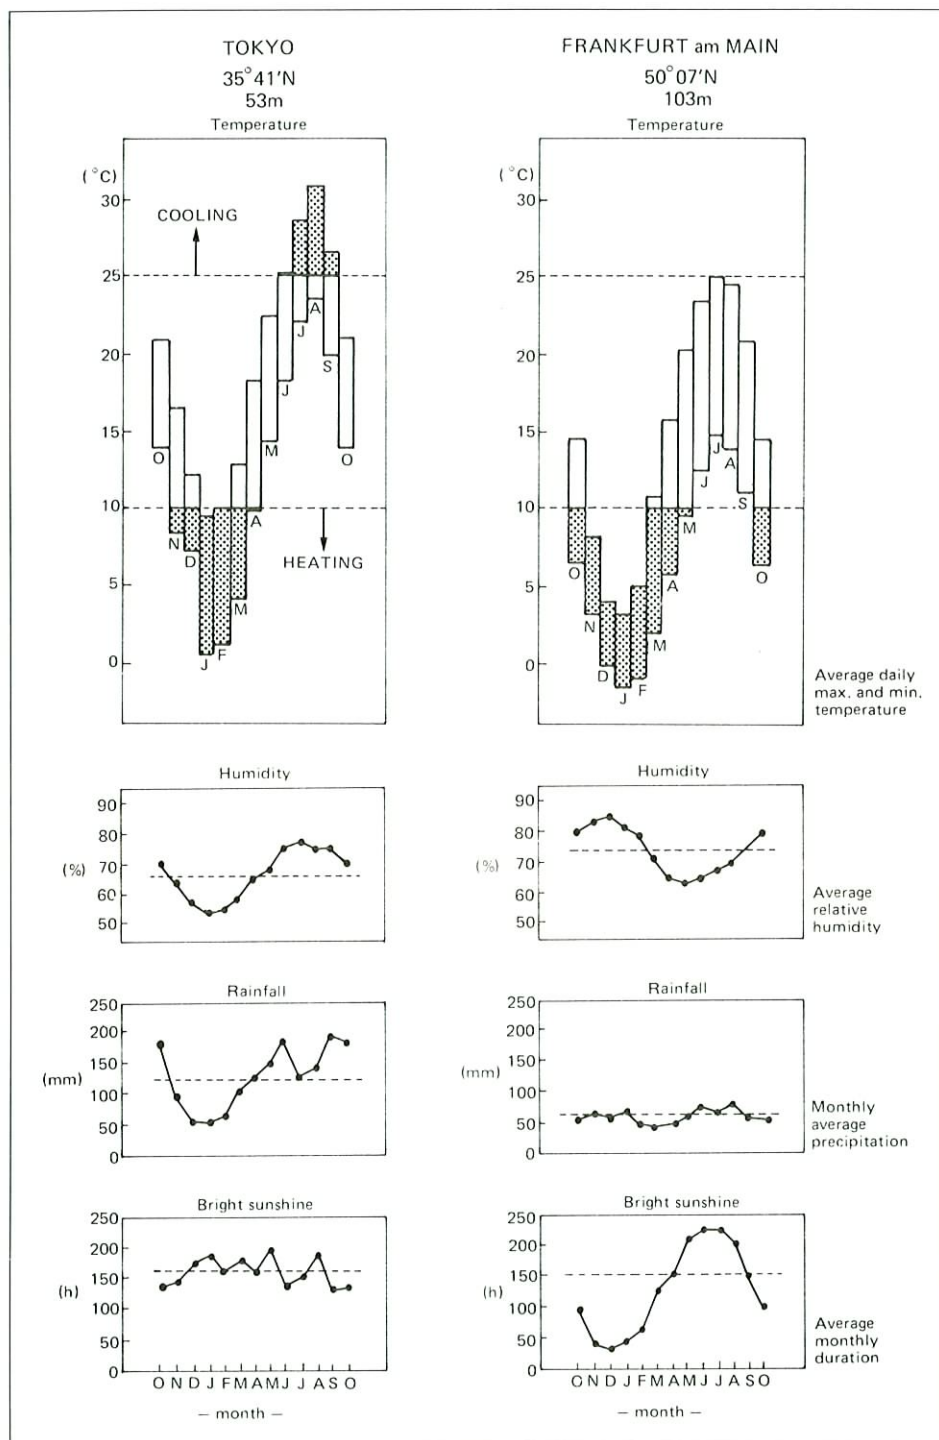 TOKYO
35°41'N
53m
Temperature
(°C)
30
COOLING
25
20
15
10
HEATING
5
0
O
N
D
J
F
M
A
M
J
J
A
S
O
Humidity
90
80
70
(%)
60
50
Rainfall
250
200
150
(mm)
100
50
0
Bright sunshine
250
200
150
(h)
100
50
0
O N D J F M A M J J A S O
– month –
FRANKFURT am MAIN
50°07'N
103m
Temperature
(°C)
30
25
20
15
10
5
0
O
N
D
J
F
M
A
M
J
J
A
S
O
Average daily
max. and min.
temperature
Humidity
90
80
70
(%)
60
50
Average
relative
humidity
Rainfall
250
200
150
(mm)
100
50
0
Monthly
average
precipitation
Bright sunshine
250
200
150
(h)
100
50
0
O N D J F M A M J J A S O
– month –
Average
monthly
duration